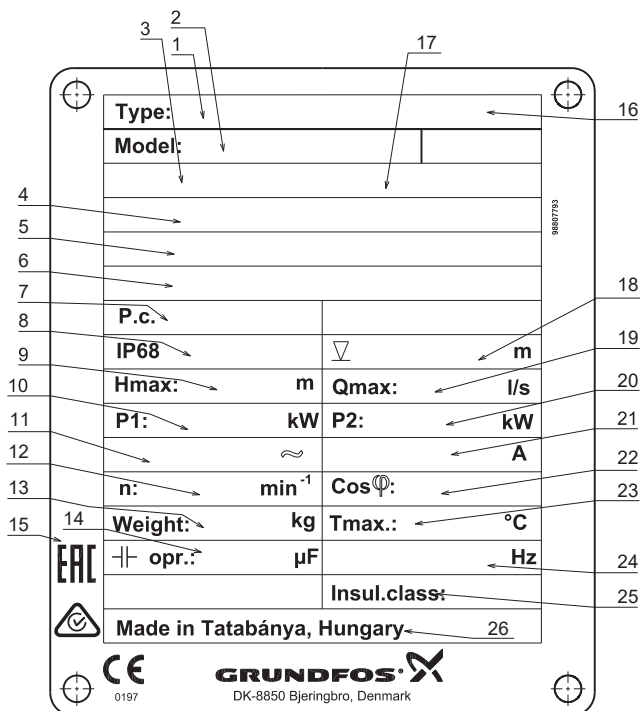 2
3
17
1
16
Type:
Model:
4
98807793
5
6
7
18
P.c.
8
IP68 m
19
9
Hmax: m Qmax: l/s
20
10
P1: kW P2: kW
21
11
A
12
22
n: min⁻¹ Cosφ:
13
23
Weight: kg Tmax.: °C
15
14
EAC
opr.: µF Hz
24
Insul.class:
25
Made in Tatabánya, Hungary
26
CE
0197
GRUNDFOS
DK-8850 Bjeringbro, Denmark